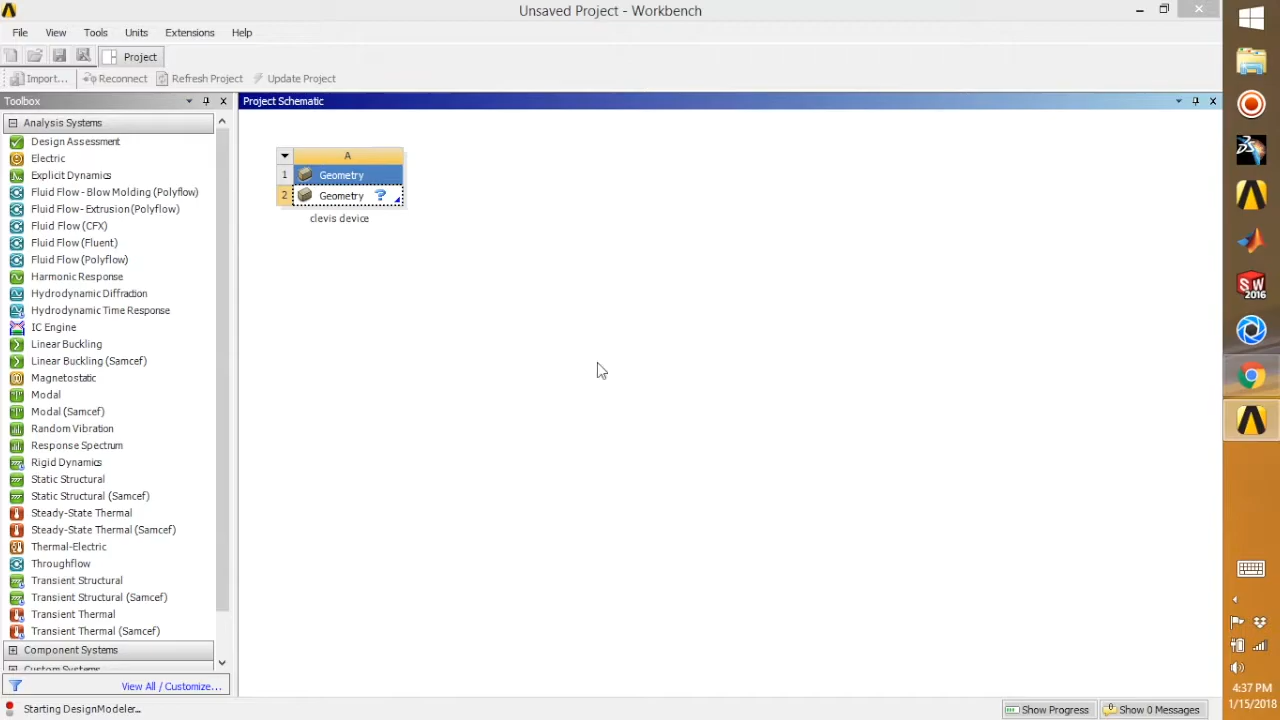 Unsaved Project - Workbench
File View Tools Units Extensions Help
Project
Import... Reconnect Refresh Project Update Project
Toolbox
Project Schematic
Analysis Systems
Design Assessment
Electric
Explicit Dynamics
Fluid Flow - Blow Molding (Polyflow)
Fluid Flow-Extrusion (Polyflow)
Fluid Flow (CFX)
Fluid Flow (Fluent)
Fluid Flow (Polyflow)
Harmonic Response
Hydrodynamic Diffraction
Hydrodynamic Time Response
IC Engine
Linear Buckling
Linear Buckling (Samcef)
Magnetostatic
Modal
Modal (Samcef)
Random Vibration
Response Spectrum
Rigid Dynamics
Static Structural
Static Structural (Samcef)
Steady-State Thermal
Steady-State Thermal (Samcef)
Thermal-Electric
Throughflow
Transient Structural
Transient Structural (Samcef)
Transient Thermal
Transient Thermal (Samcef)
Component Systems
Custom Systems
View All / Customize...
A
1 Geometry
2 Geometry ?
clevis device
Starting DesignModeler...
Show Progress Show 0 Messages
SW
2016
4:37 PM
1/15/2018